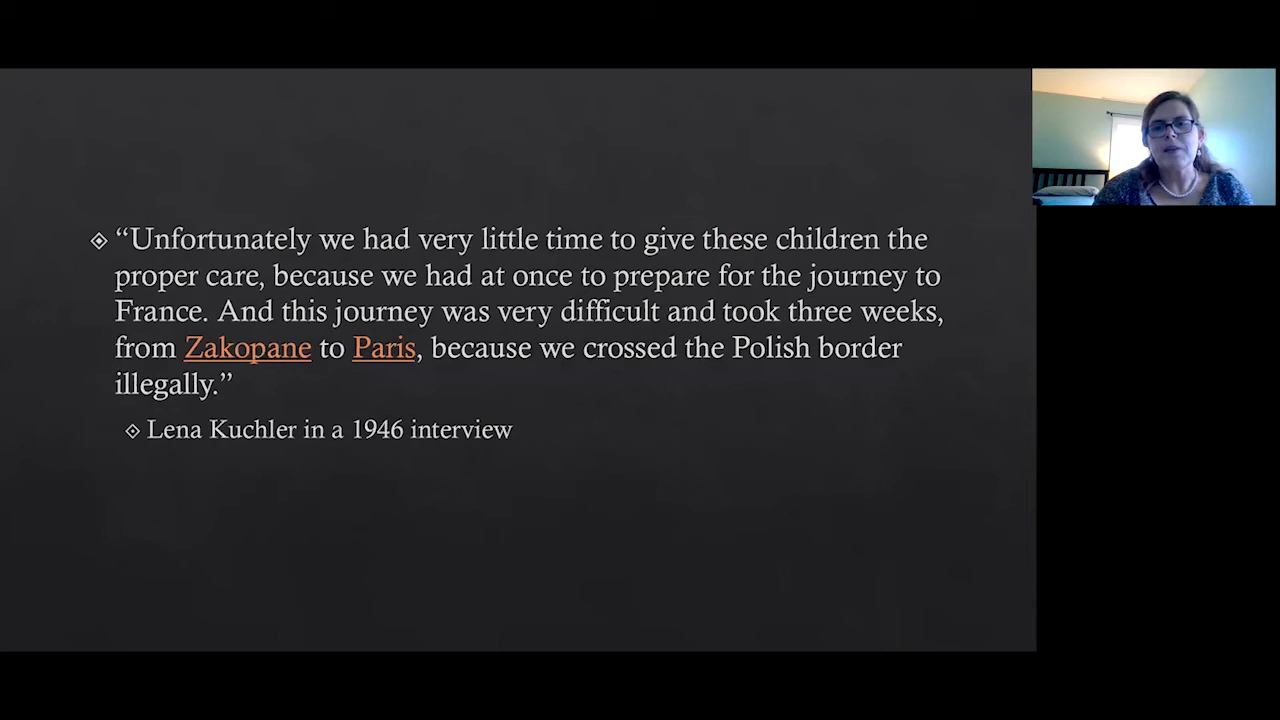 “Unfortunately we had very little time to give these children the
proper care, because we had at once to prepare for the journey to
France. And this journey was very difficult and took three weeks,
from Zakopane to Paris, because we crossed the Polish border
illegally.”
Lena Kuchler in a 1946 interview